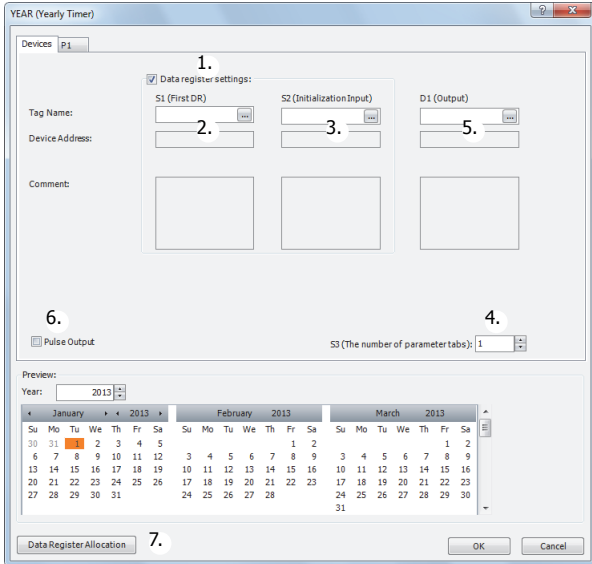 YEAR (Yearly Timer)
? x
Devices P1
1.
Data register settings:
S1 (First DR) S2 (Initialization Input) D1 (Output)
Tag Name: ... ... ...
2. 3. 5.
Device Address:
Comment:
6. 4.
Pulse Output S3 (The number of parameter tabs): 1
Preview:
Year: 2013
January 2013 February 2013 March 2013
Su Mo Tu We Th Fr Sa Su Mo Tu We Th Fr Sa Su Mo Tu We Th Fr Sa
30 31 1 2 3 4 5 1 2 1 2
6 7 8 9 10 11 12 3 4 5 6 7 8 9 3 4 5 6 7 8 9
13 14 15 16 17 18 19 10 11 12 13 14 15 16 10 11 12 13 14 15 16
20 21 22 23 24 25 26 17 18 19 20 21 22 23 17 18 19 20 21 22 23
27 28 29 30 31 24 25 26 27 28 24 25 26 27 28 29 30
31
Data Register Allocation 7. OK Cancel